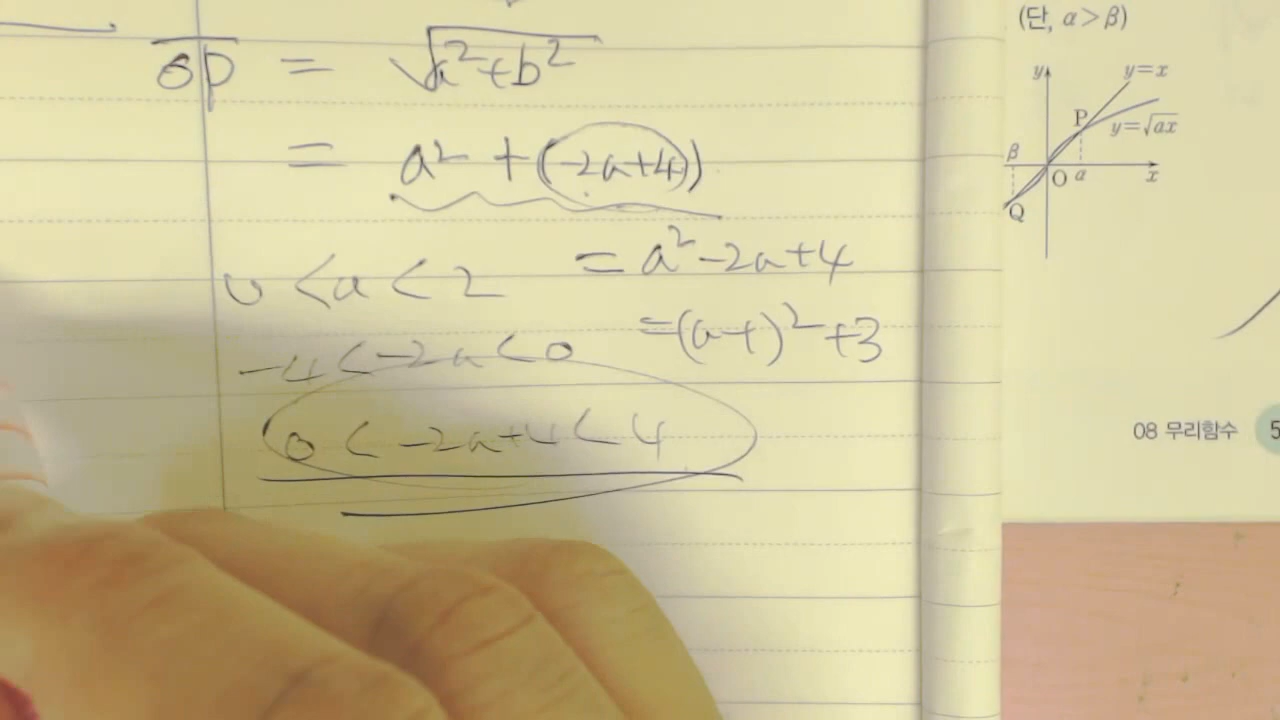 OP = √a²+b²
= a² + (-2a+4)
= a²-2a+4
0 < a < 2
= (a-1)²+3
-4 < -2a < 0
0 < -2a+4 < 4
(단, α > β)
y
y=x
P
y=√ax
β
O
α
x
Q
08 무리함수 5